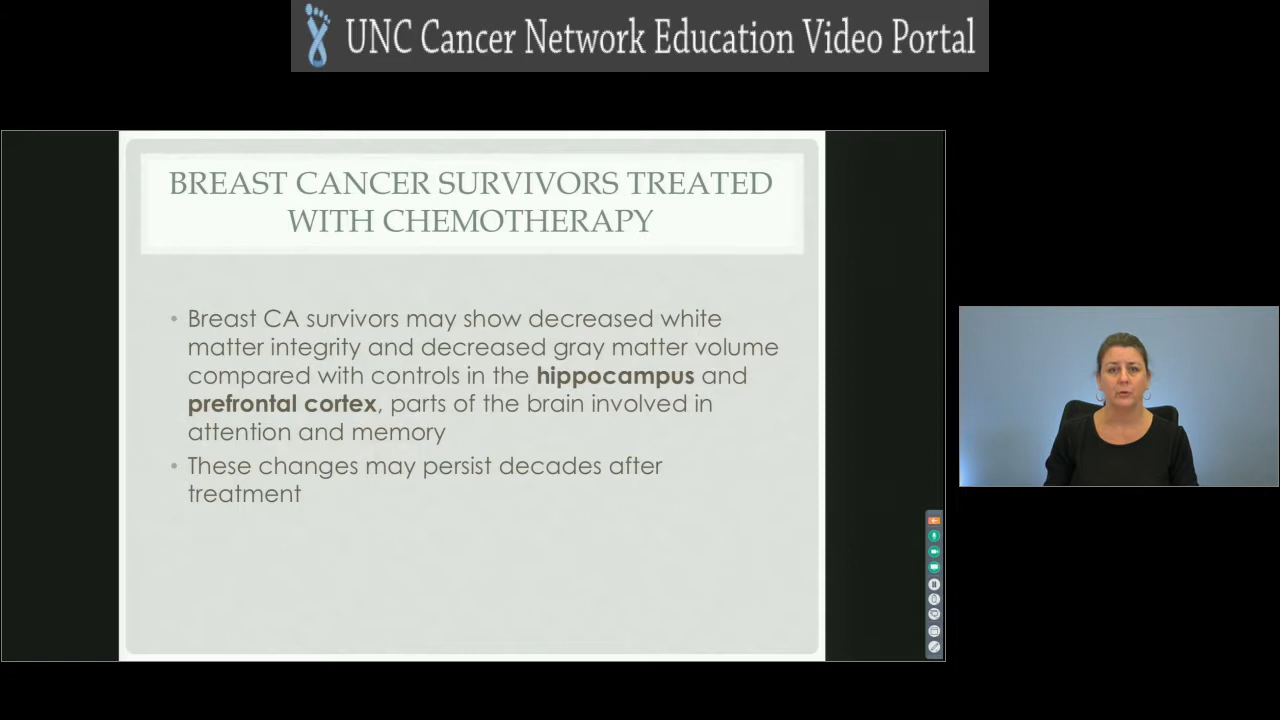 UNC Cancer Network Education Video Portal
BREAST CANCER SURVIVORS TREATED
WITH CHEMOTHERAPY
• Breast CA survivors may show decreased white
matter integrity and decreased gray matter volume
compared with controls in the hippocampus and
prefrontal cortex, parts of the brain involved in
attention and memory
• These changes may persist decades after
treatment